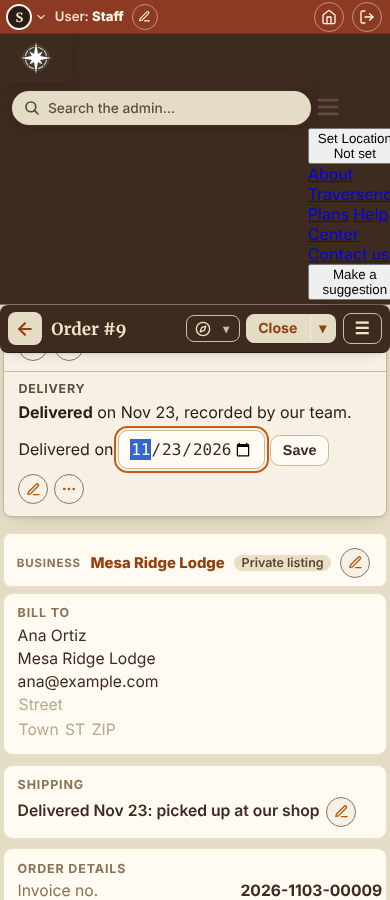 S User: Staff
Search the admin...
Set Location
Not set
About
Traversend
Plans Help
Center
Contact us
Make a
suggestion
Order #9 Close
DELIVERY
Delivered on Nov 23, recorded by our team.
Delivered on 11/23/2026 Save
BUSINESS Mesa Ridge Lodge Private listing
BILL TO
Ana Ortiz
Mesa Ridge Lodge
ana@example.com
Street
Town ST ZIP
SHIPPING
Delivered Nov 23: picked up at our shop
ORDER DETAILS
Invoice no. 2026-1103-00009